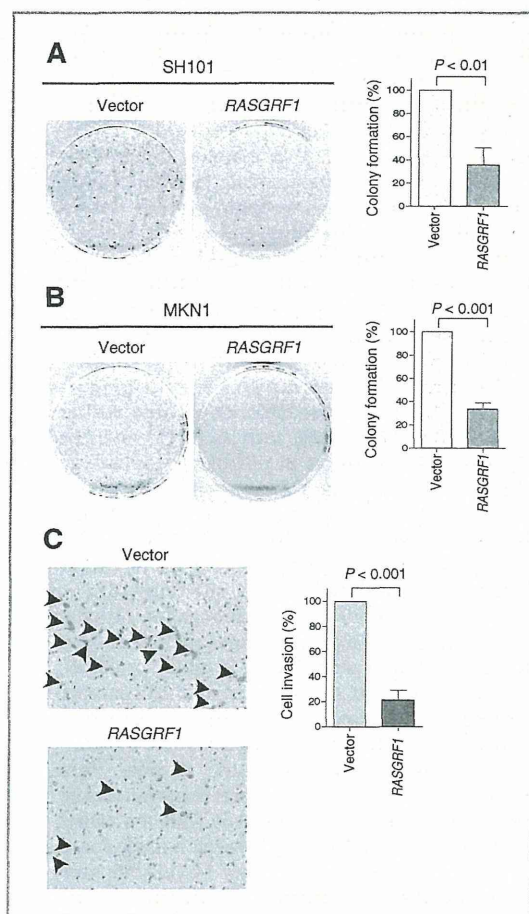 A
SH101
Vector RASGRF1
P < 0.01
Colony formation (%)
100
80
60
40
20
0
Vector
RASGRF1
B
MKN1
Vector RASGRF1
P < 0.001
Colony formation (%)
100
80
60
40
20
0
Vector
RASGRF1
C
Vector
P < 0.001
Cell invasion (%)
100
80
60
40
20
0
Vector
RASGRF1
RASGRF1